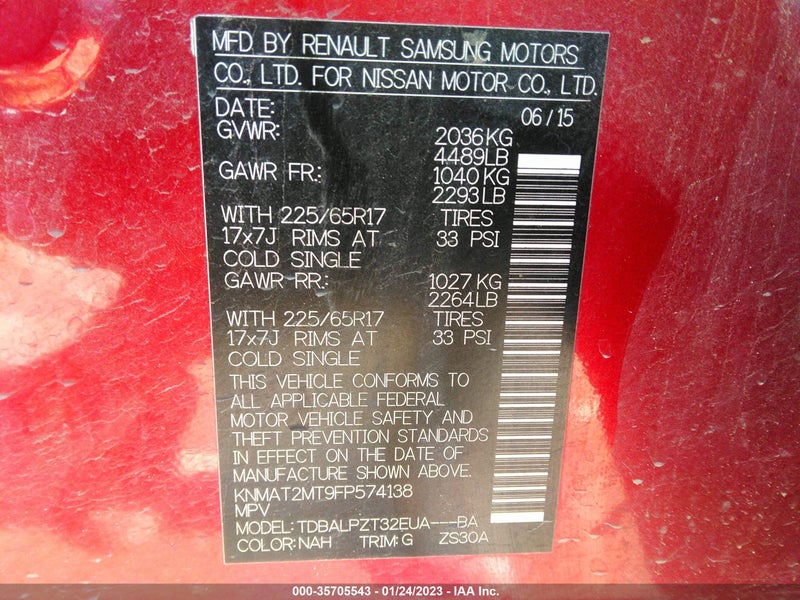 MFD. BY RENAULT SAMSUNG MOTORS
CO., LTD. FOR NISSAN MOTOR CO., LTD.
DATE: 06/15
GVWR: 2036KG
4489LB
GAWR FR.: 1040KG
2293LB
WITH 225/65R17 TIRES
17x7J RIMS AT 33 PSI
COLD SINGLE
GAWR-RR.: 1027KG
2264LB
WITH 225/65R17 TIRES
17x7J RIMS AT 33 PSI
COLD SINGLE
THIS VEHICLE CONFORMS TO
ALL APPLICABLE FEDERAL
MOTOR VEHICLE SAFETY AND
THEFT PREVENTION STANDARDS
IN EFFECT ON THE DATE OF
MANUFACTURE SHOWN ABOVE.
KNMAT2MT9FP574138
MPV
MODEL: TDBALPZT32EUA---BA
COLOR: NAH TRIM: G ZS30A
000-35705543 - 01/24/2023 - IAA Inc.